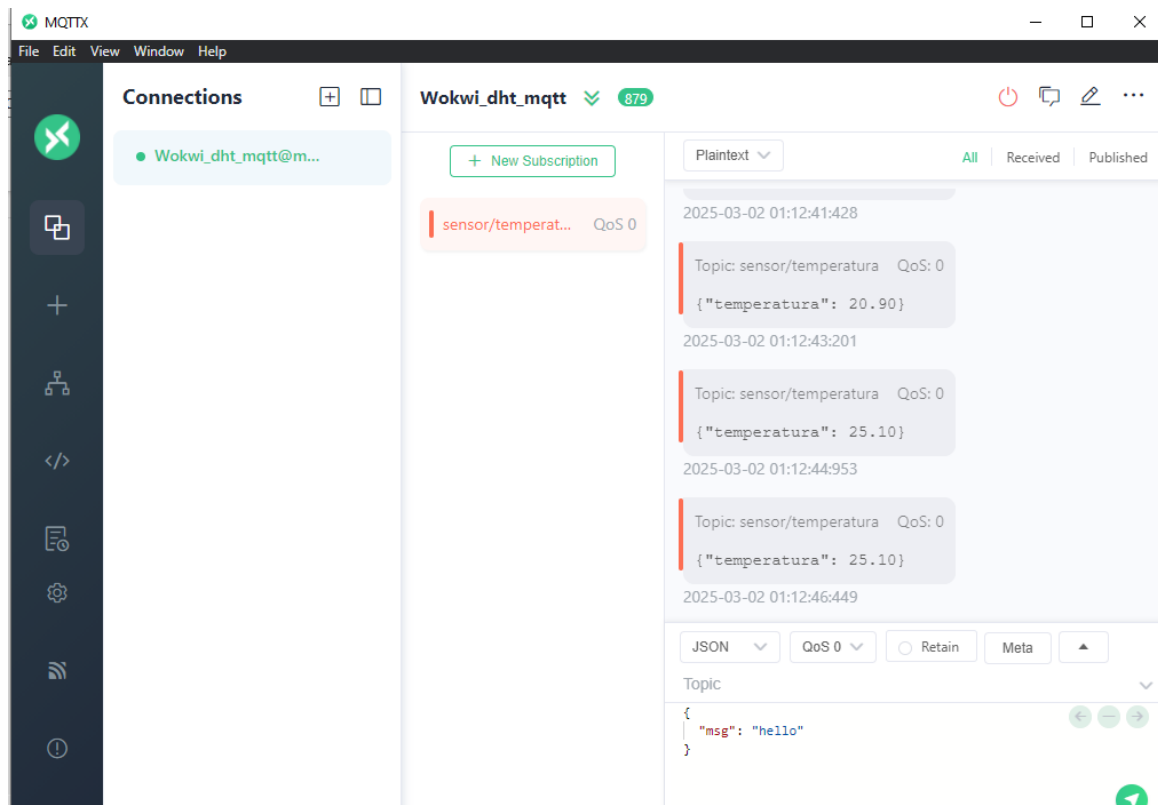 MQTTX
File Edit View Window Help
Connections
Wokwi_dht_mqtt@m...
Wokwi_dht_mqtt 879
+ New Subscription
sensor/temperat... QoS 0
Plaintext
All Received Published
2025-03-02 01:12:41:428
Topic: sensor/temperatura QoS: 0
{"temperatura": 20.90}
2025-03-02 01:12:43:201
Topic: sensor/temperatura QoS: 0
{"temperatura": 25.10}
2025-03-02 01:12:44:953
Topic: sensor/temperatura QoS: 0
{"temperatura": 25.10}
2025-03-02 01:12:46:449
JSON QoS 0 Retain Meta
Topic
{
"msg": "hello"
}